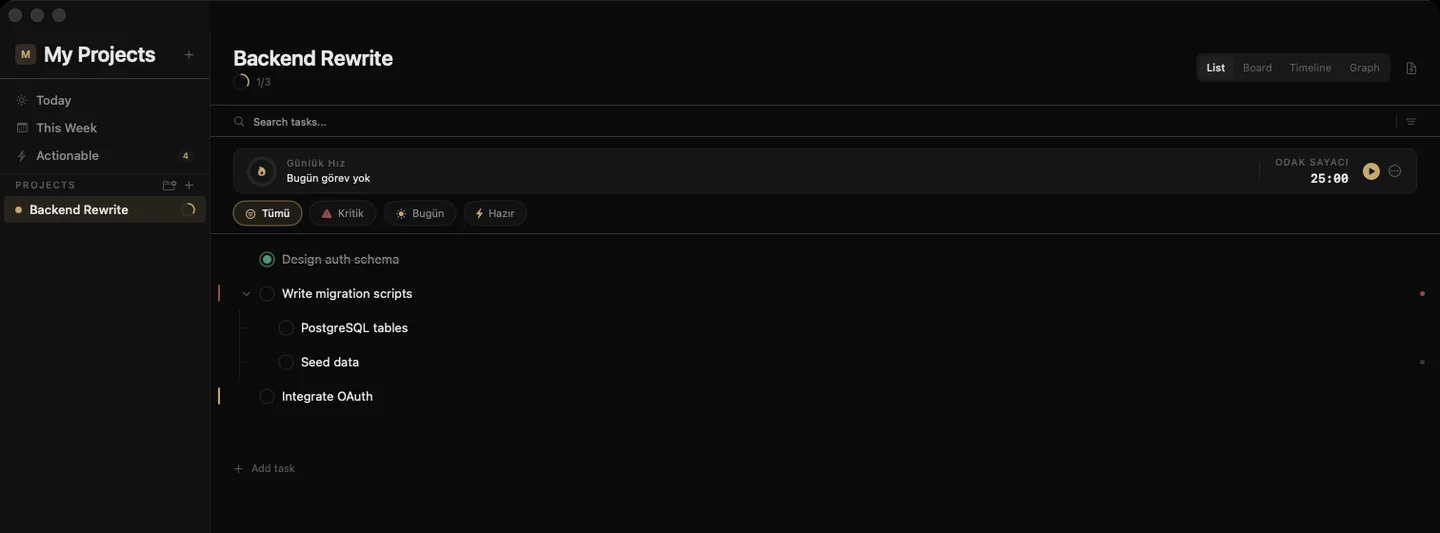 M My Projects
Today
This Week
Actionable 4
PROJECTS
Backend Rewrite
Backend Rewrite
1/3
List Board Timeline Graph
Search tasks...
Günlük Hız
Bugün görev yok
ODAK SAYACI
25:00
Tümü Kritik Bugün Hazır
Design auth schema
Write migration scripts
PostgreSQL tables
Seed data
Integrate OAuth
Add task